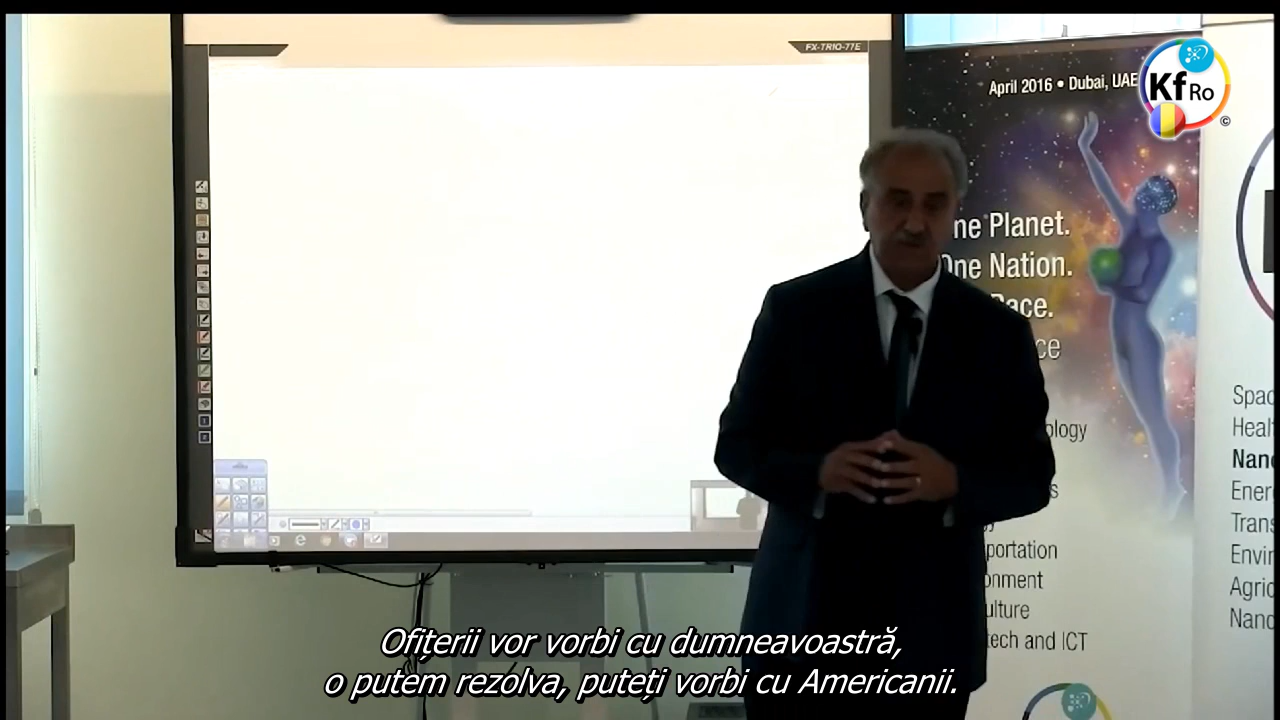 FX-TRIO-77E
April 2016 • Dubai, UAE
Kf Ro
©
ne Planet.
One Nation.
Race.
ce
ology
s
portation
onment
ulture
tech and ICT
Spac
Healt
Nano
Ener
Trans
Envir
Agric
Nano
Ofițerii vor vorbi cu dumneavoastră,
o putem rezolva, puteți vorbi cu Americanii.